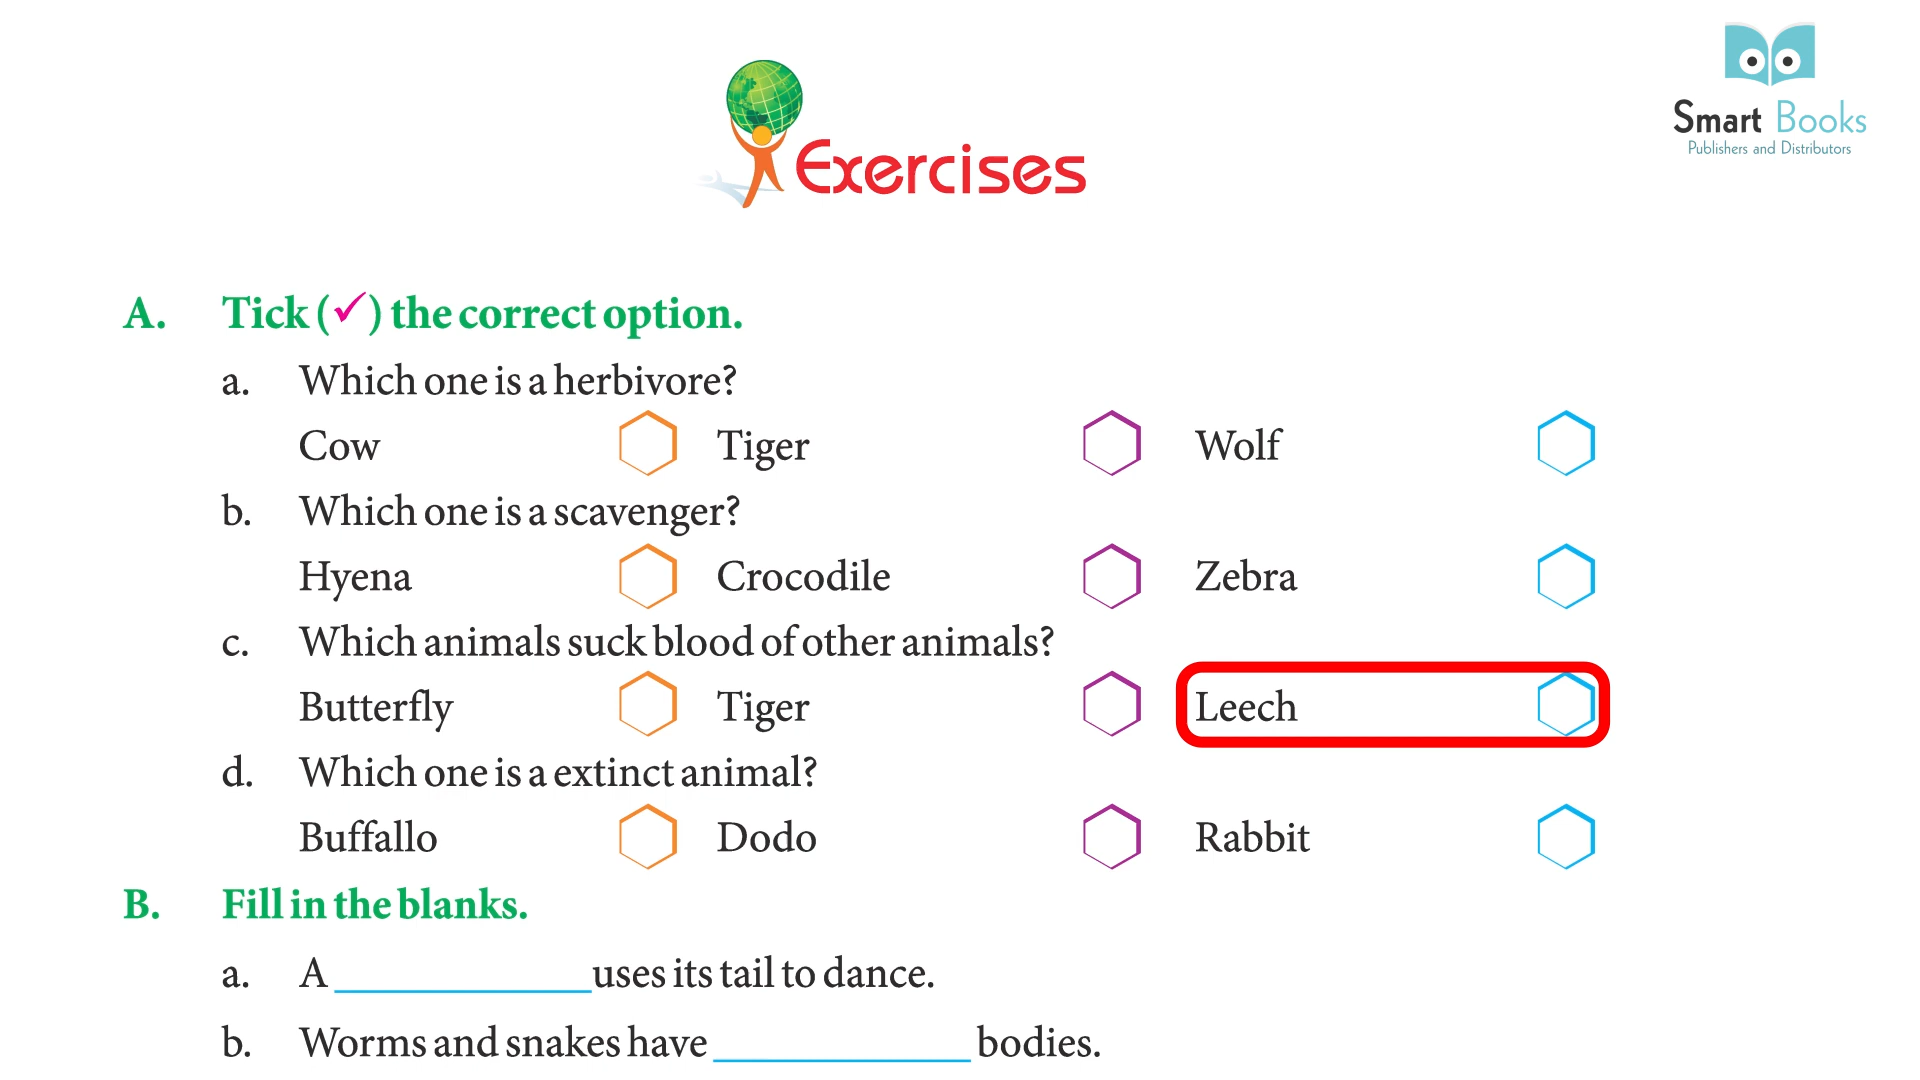 Smart Books
Publishers and Distributors
Exercises
A. Tick (✓) the correct option.
a. Which one is a herbivore?
Cow Tiger Wolf
b. Which one is a scavenger?
Hyena Crocodile Zebra
c. Which animals suck blood of other animals?
Butterfly Tiger Leech
d. Which one is a extinct animal?
Buffallo Dodo Rabbit
B. Fill in the blanks.
a. A ____________ uses its tail to dance.
b. Worms and snakes have ____________ bodies.